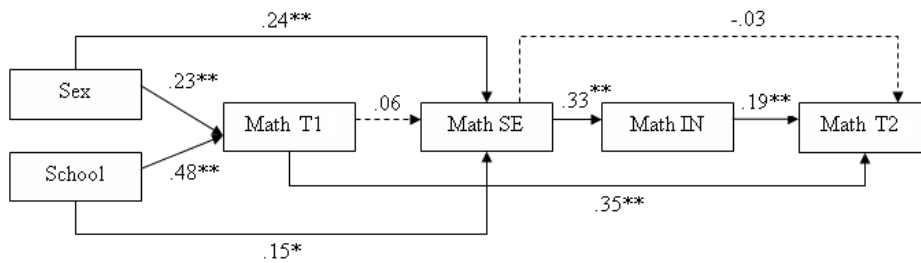 .24**
-.03
Sex
.23**
.06
.33**
.19**
Math T1
Math SE
Math IN
Math T2
School
.48**
.35**
.15*